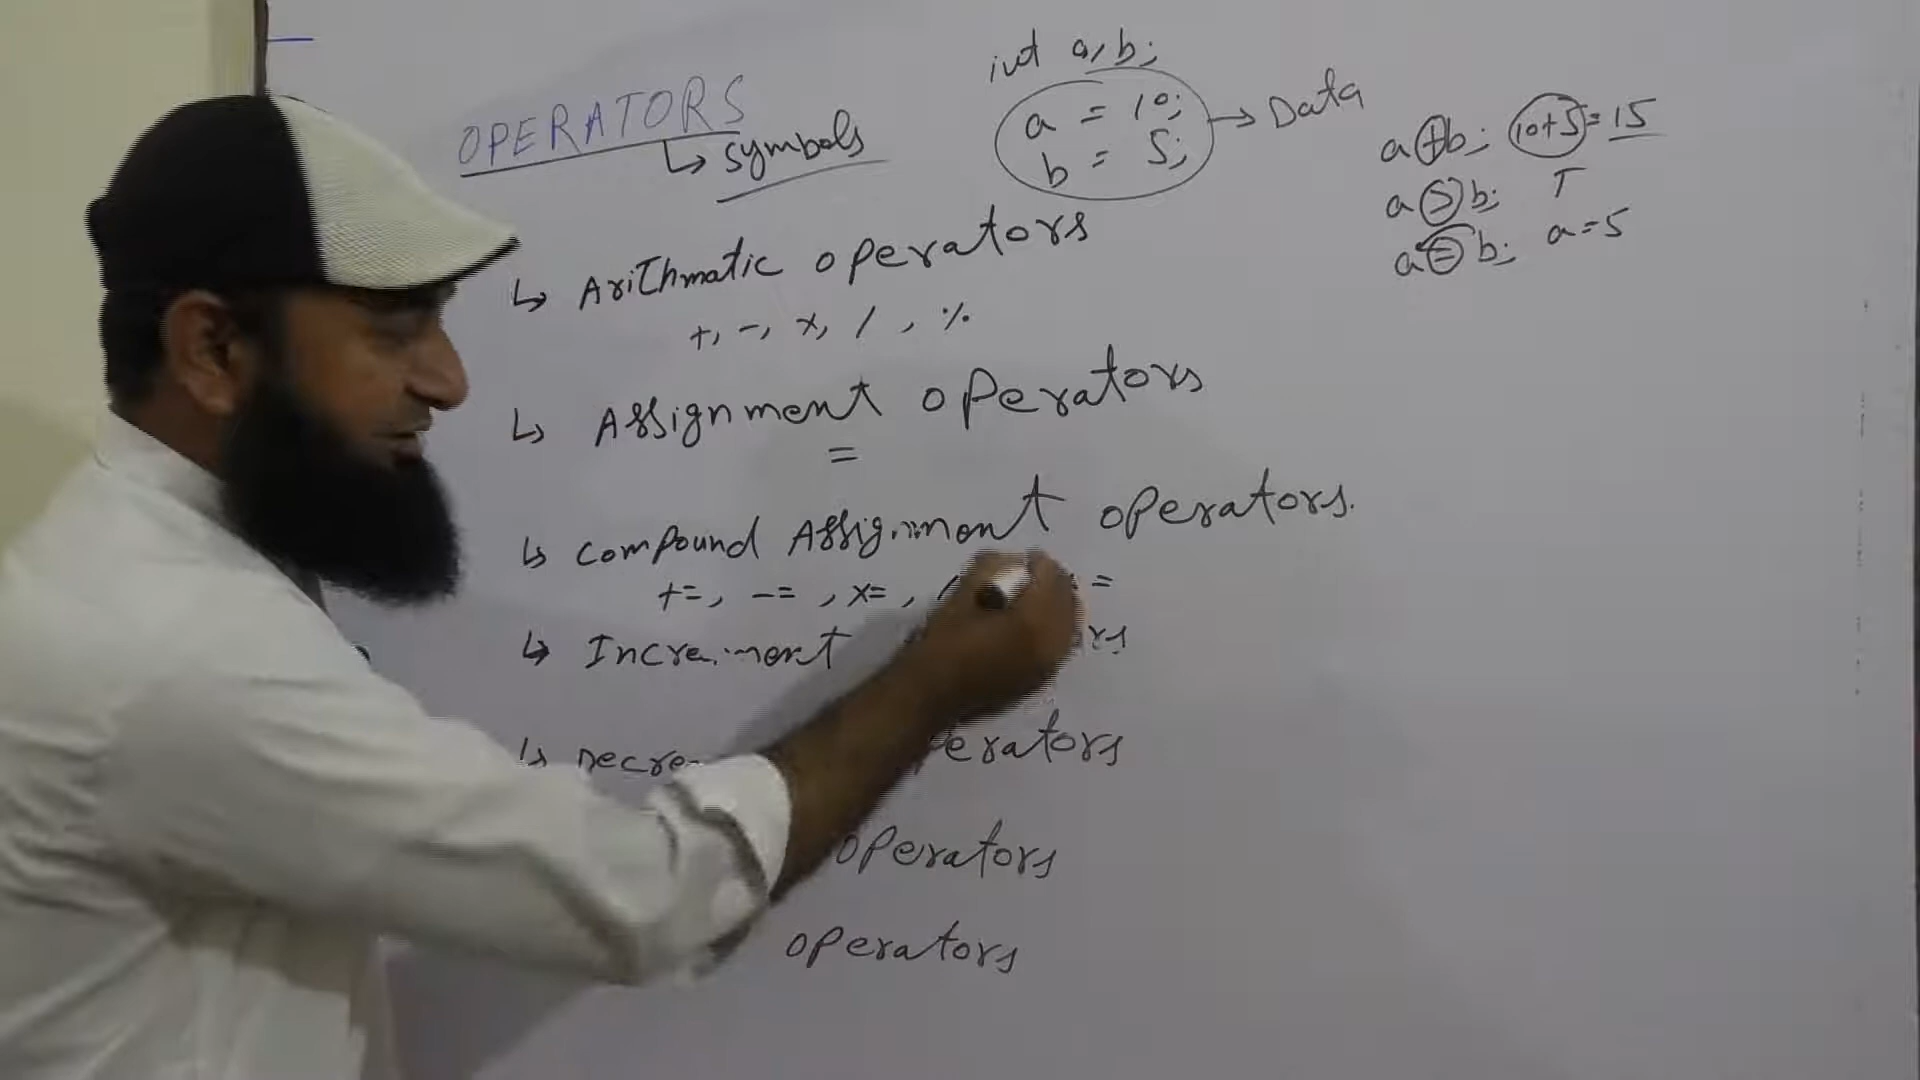 OPERATORS
↳ symbols
int a,b;
a = 10;
b = 5;
→ Data
a+b; 10+5=15
a>b; T
a=b; a=5
↳ Arithmatic operators
+, -, x, /, %
↳ Assignment operators
=
↳ compound Assignment operators.
+=, -=, x=, =
↳ Increment
↳ operators
operators
operators